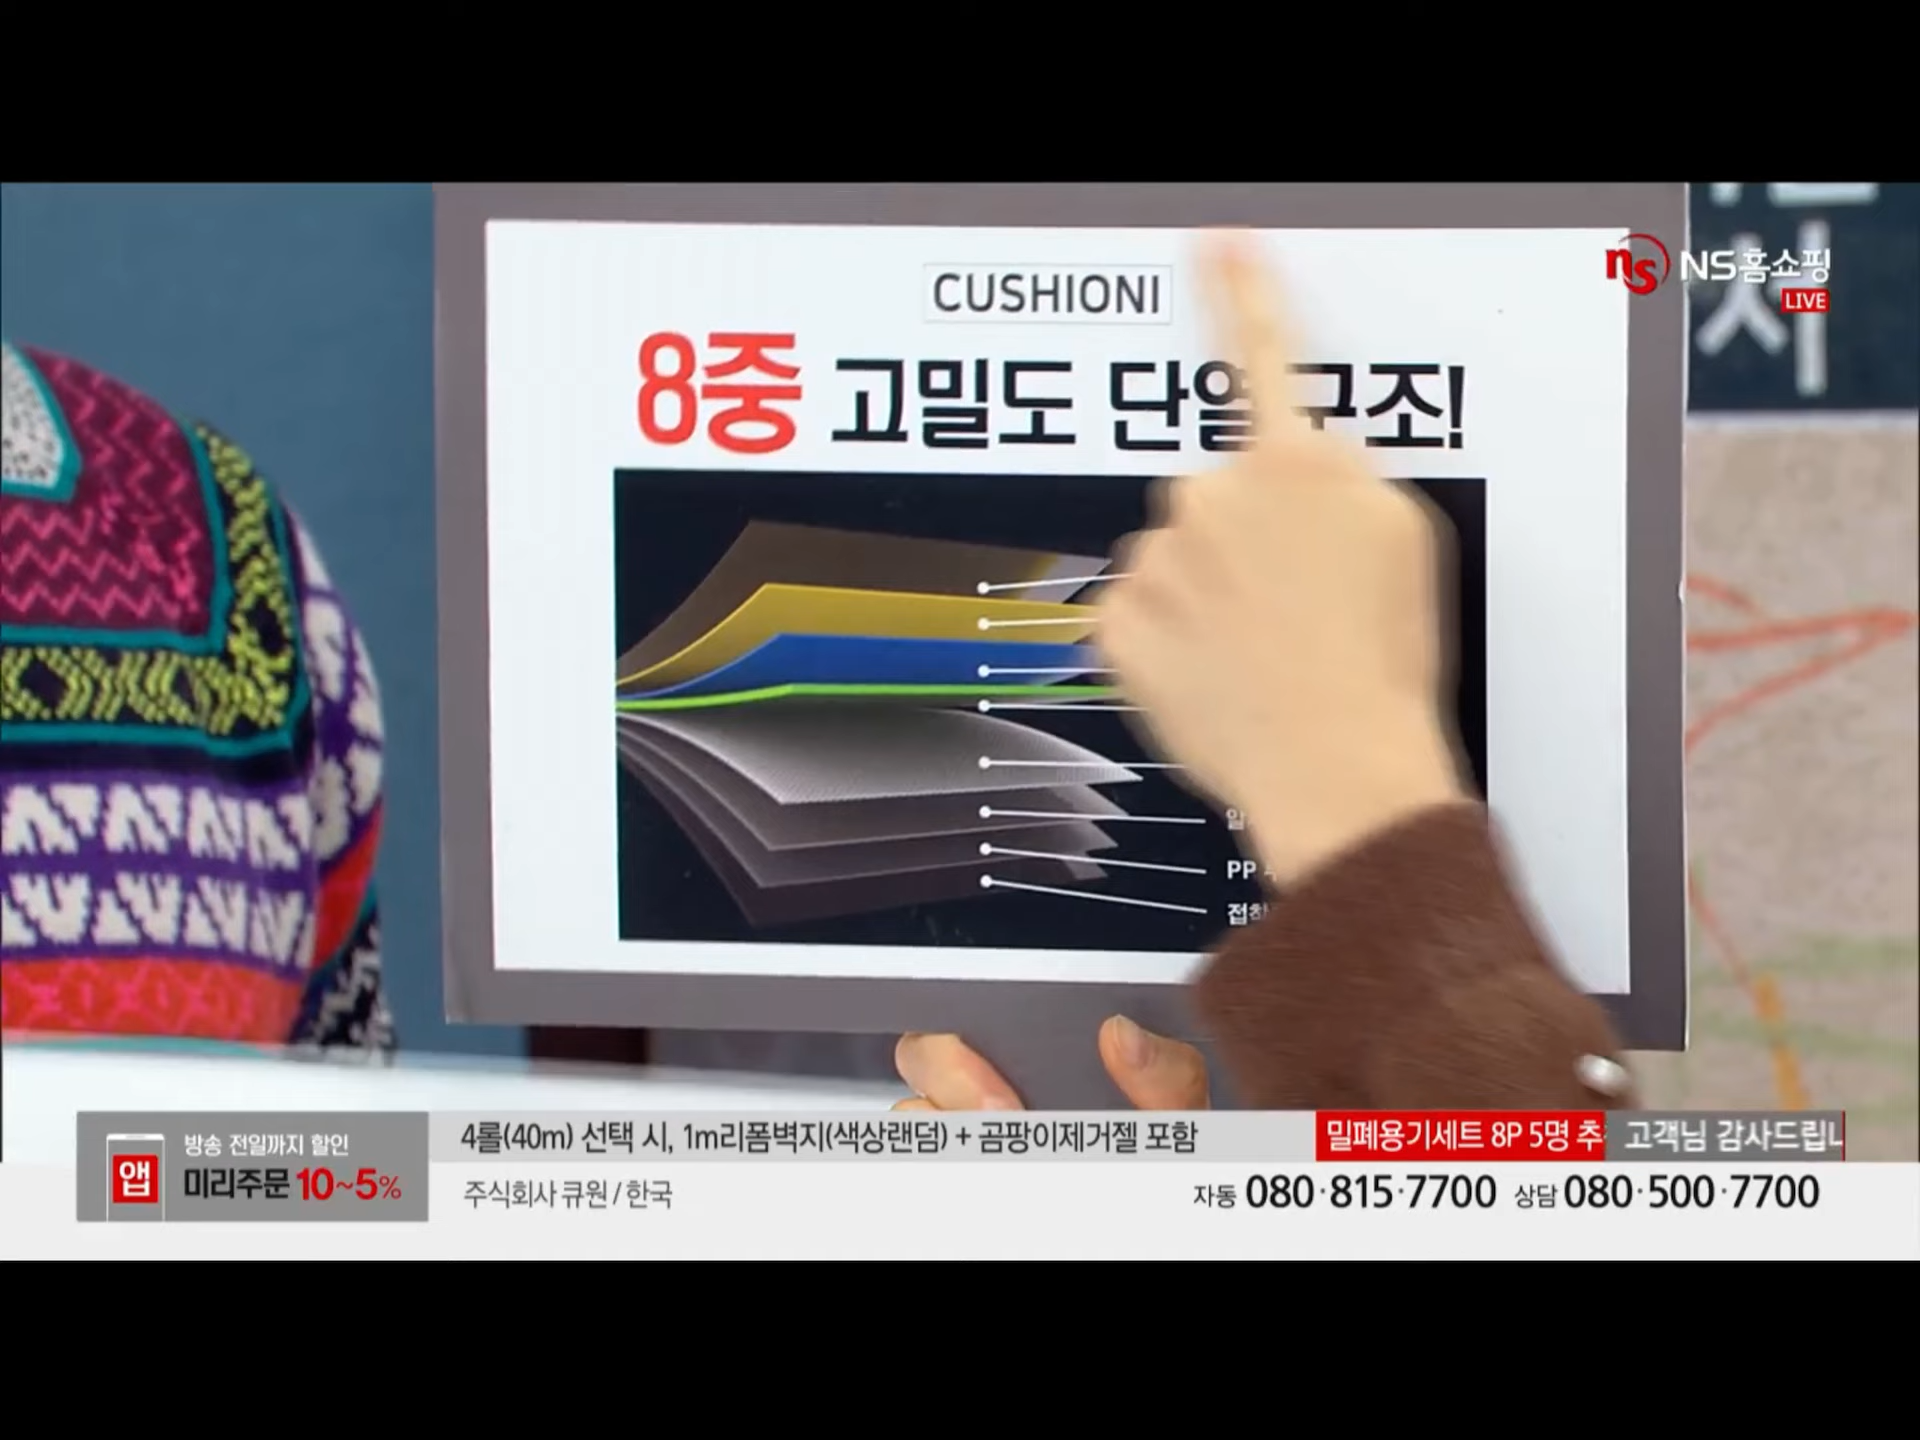 CUSHIONI
8중 고밀도 단열구조!
PP
NS홈쇼핑
LIVE
방송 전일까지 할인
앱 미리주문 10~5%
4롤(40m) 선택 시, 1m리폼벽지(색상랜덤) + 곰팡이제거젤 포함
밀폐용기세트 8P 5명 추
고객님 감사드립니
주식회사 큐원 / 한국
자동 080·815·7700 상담 080·500·7700